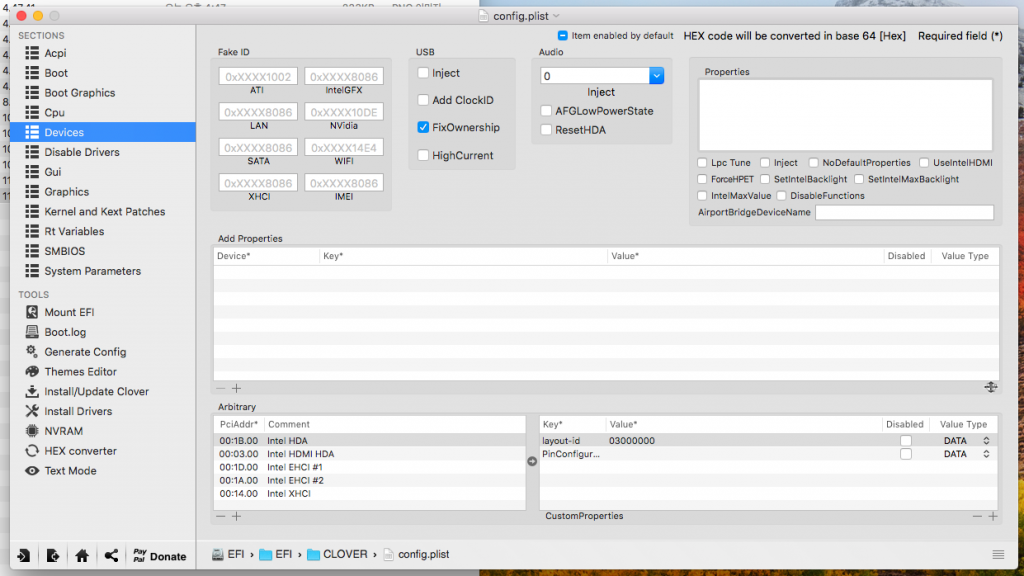 config.plist
SECTIONS
Acpi
Boot
Boot Graphics
Cpu
Devices
Disable Drivers
Gui
Graphics
Kernel and Kext Patches
Rt Variables
SMBIOS
System Parameters
TOOLS
Mount EFI
Boot.log
Generate Config
Themes Editor
Install/Update Clover
Install Drivers
NVRAM
HEX converter
Text Mode
Pay Pal Donate
Item enabled by default HEX code will be converted in base 64 [Hex] Required field (*)
Fake ID
0xXXXX1002 0xXXXX8086
ATI IntelGFX
0xXXXX8086 0xXXXX10DE
LAN NVidia
0xXXXX8086 0xXXXX14E4
SATA WIFI
0xXXXX8086 0xXXXX8086
XHCI IMEI
USB
Inject
Add ClockID
FixOwnership
HighCurrent
Audio
0
Inject
AFGLowPowerState
ResetHDA
Properties
Lpc Tune Inject NoDefaultProperties UseIntelHDMI
ForceHPET SetIntelBacklight SetIntelMaxBacklight
IntelMaxValue DisableFunctions
AirportBridgeDeviceName
Add Properties
Device* Key* Value* Disabled Value Type
Arbitrary
PciAddr* Comment
00:1B.00 Intel HDA
00:03.00 Intel HDMI HDA
00:1D.00 Intel EHCI #1
00:1A.00 Intel EHCI #2
00:14.00 Intel XHCI
Key* Value* Disabled Value Type
layout-id 03000000 DATA
PinConfigur... DATA
CustomProperties
EFI › EFI › CLOVER › config.plist